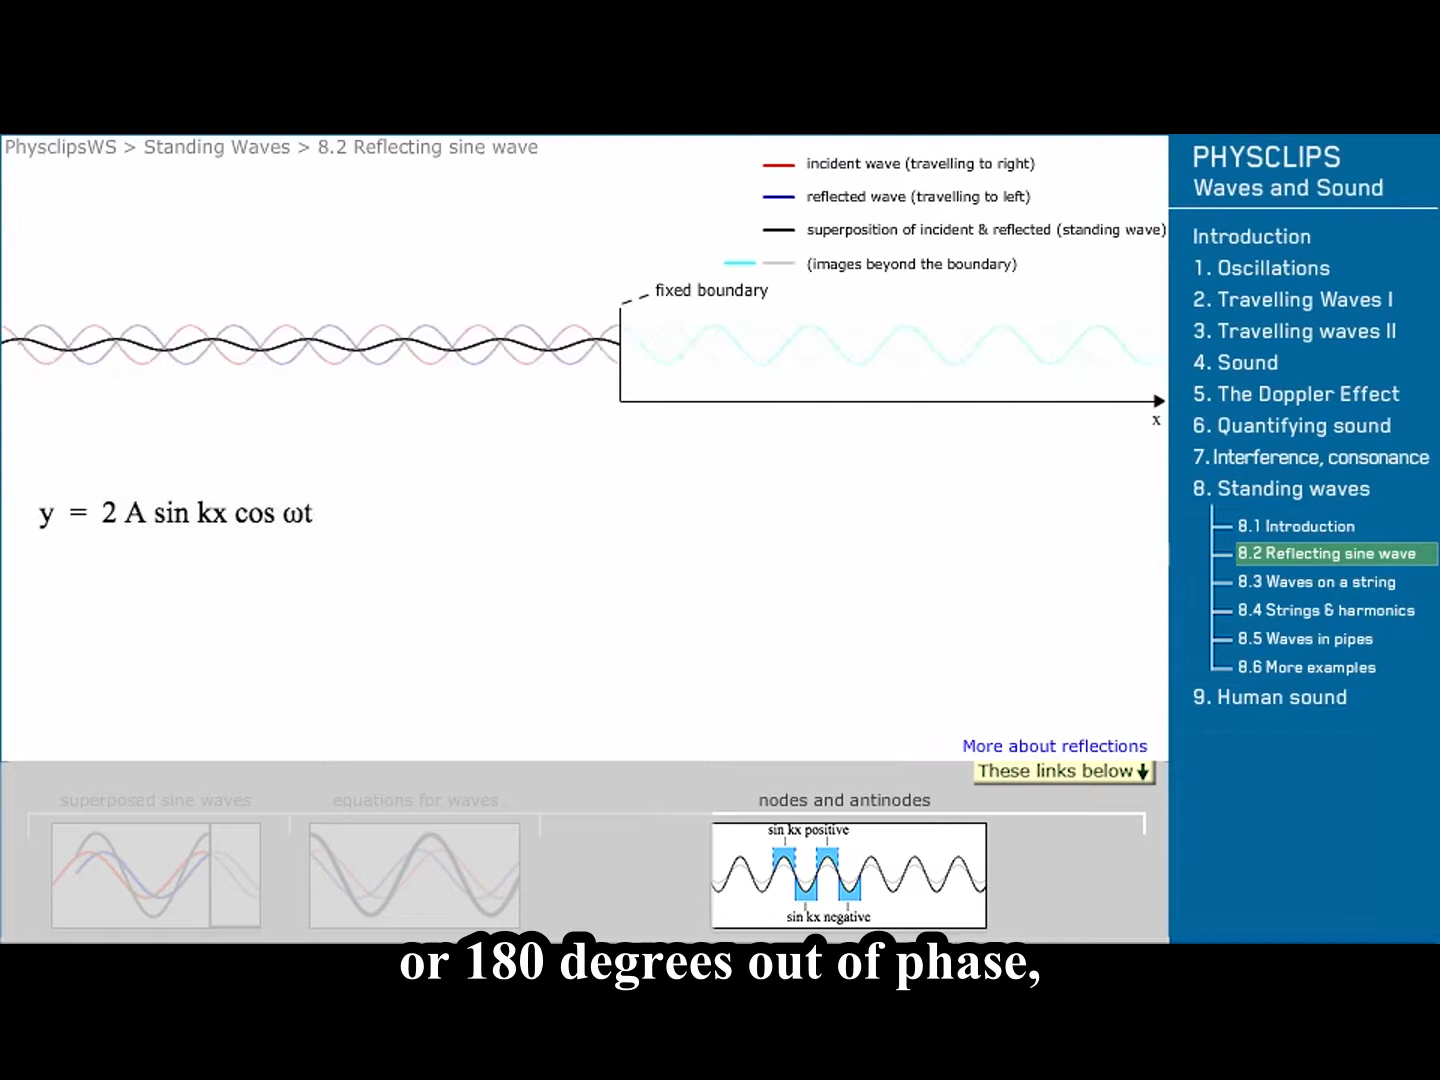 PhysclipsWS > Standing Waves > 8.2 Reflecting sine wave
incident wave (travelling to right)
reflected wave (travelling to left)
superposition of incident & reflected (standing wave)
(images beyond the boundary)
fixed boundary
x
y = 2 A sin kx cos ωt
More about reflections
These links below
superposed sine waves
equations for waves
nodes and antinodes
sin kx positive
sin kx negative
PHYSCLIPS
Waves and Sound
Introduction
1. Oscillations
2. Travelling Waves I
3. Travelling waves II
4. Sound
5. The Doppler Effect
6. Quantifying sound
7. Interference, consonance
8. Standing waves
8.1 Introduction
8.2 Reflecting sine wave
8.3 Waves on a string
8.4 Strings & harmonics
8.5 Waves in pipes
8.6 More examples
9. Human sound
or 180 degrees out of phase,